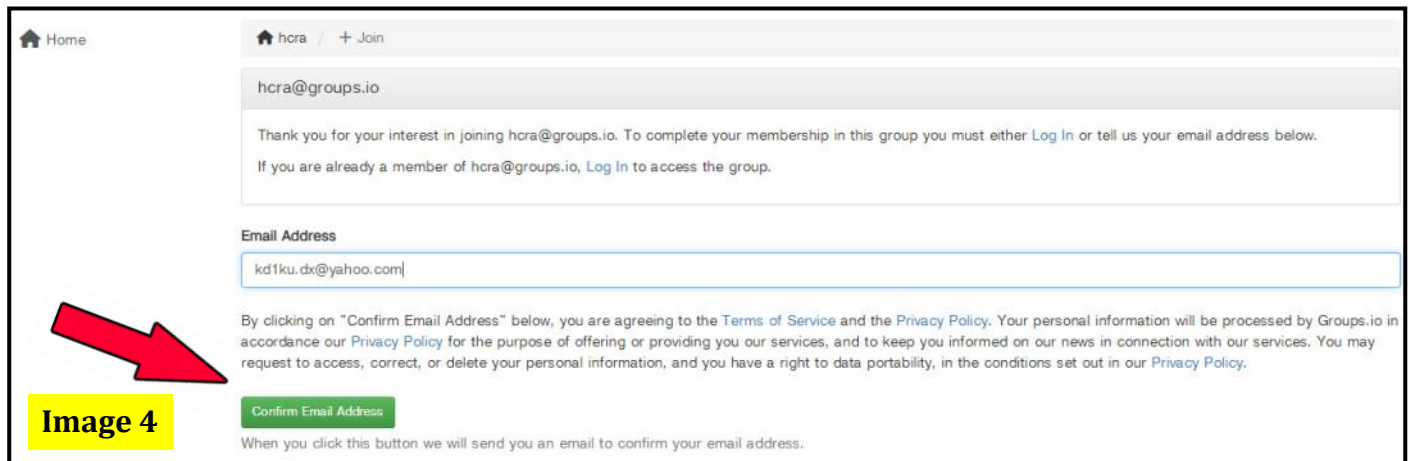 Home
hcra / + Join
hcra@groups.io
Thank you for your interest in joining hcra@groups.io. To complete your membership in this group you must either Log In or tell us your email address below.
If you are already a member of hcra@groups.io, Log In to access the group.
Email Address
kd1ku.dx@yahoo.com
By clicking on "Confirm Email Address" below, you are agreeing to the Terms of Service and the Privacy Policy. Your personal information will be processed by Groups.io in
accordance our Privacy Policy for the purpose of offering or providing you our services, and to keep you informed on our news in connection with our services. You may
request to access, correct, or delete your personal information, and you have a right to data portability, in the conditions set out in our Privacy Policy.
Confirm Email Address
Image 4
When you click this button we will send you an email to confirm your email address.